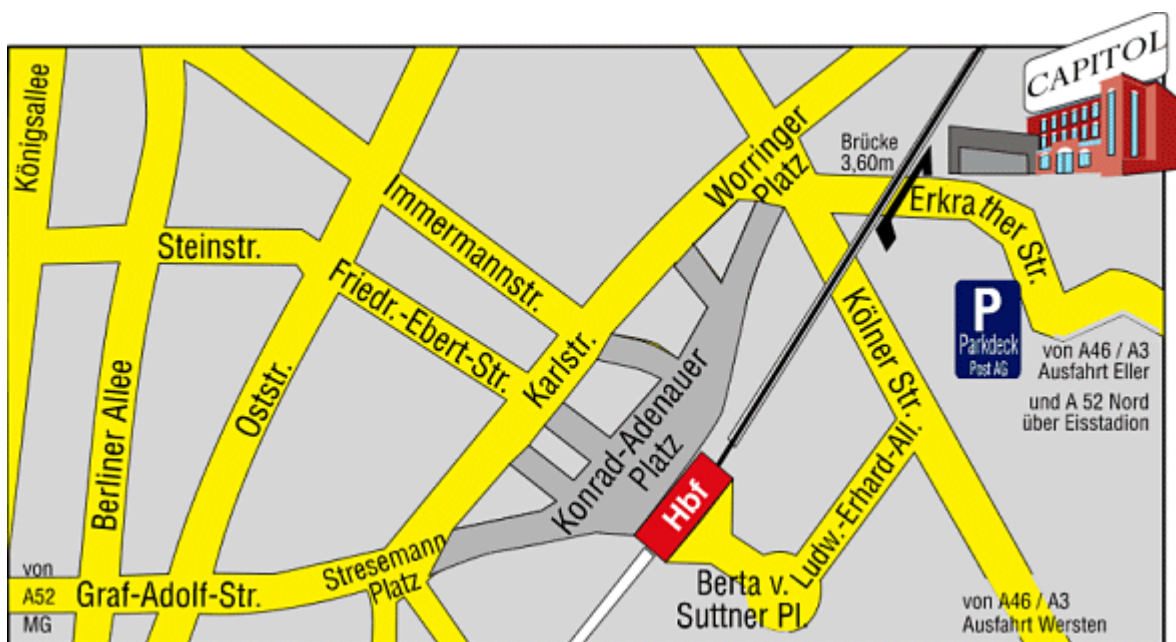 CAPITOL
Königsallee
Brücke
3,60m
Worringer
Platz
Immermannstr.
Erkrather Str.
Steinstr.
Friedr.-Ebert-Str.
Kölner Str.
P
Parkdeck
Post AG
Karlstr.
Oststr.
Berliner Allee
von A46 / A3
Ausfahrt Eller
und A 52 Nord
über Eisstadion
Konrad-Adenauer
Platz
Hbf
Ludw.-Erhard-All.
Stresemann
Platz
von
A52
MG
Graf-Adolf-Str.
Berta v.
Suttner Pl.
von A46 / A3
Ausfahrt Wersten